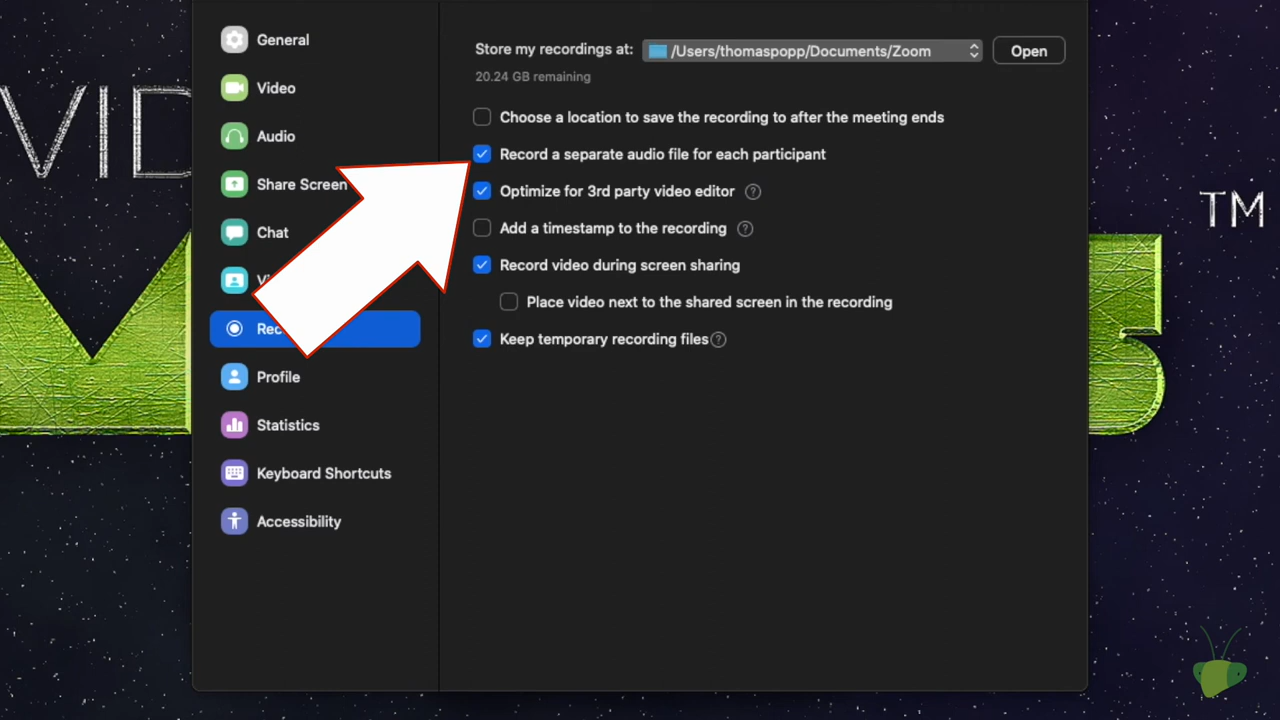 General
Video
Audio
Share Screen
Chat
Profile
Statistics
Keyboard Shortcuts
Accessibility
Store my recordings at: /Users/thomaspopp/Documents/Zoom Open
20.24 GB remaining
Choose a location to save the recording to after the meeting ends
Record a separate audio file for each participant
Optimize for 3rd party video editor ?
Add a timestamp to the recording ?
Record video during screen sharing
Place video next to the shared screen in the recording
Keep temporary recording files ?
VID
TM